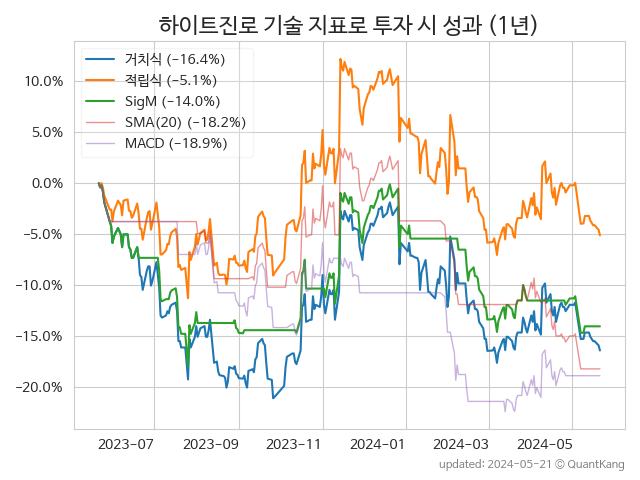 하이트진로 기술 지표로 투자 시 성과 (1년)
거치식 (−16.4%)
적립식 (−5.1%)
SigM (−14.0%)
SMA(20) (−18.2%)
MACD (−18.9%)
10.0%
5.0%
0.0%
−5.0%
−10.0%
−15.0%
−20.0%
2023-07
2023-09
2023-11
2024-01
2024-03
2024-05
updated: 2024-05-21 © QuantKang